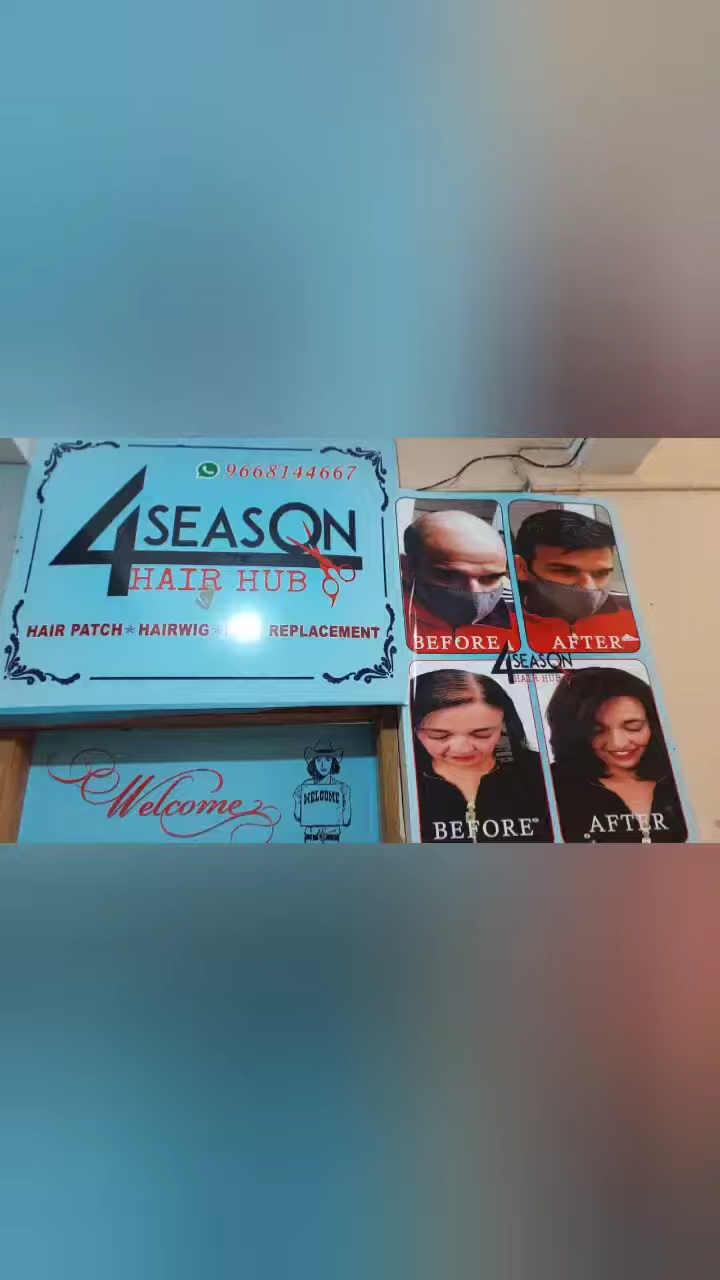 9668144667
4 SEASON
HAIR HUB
HAIR PATCH★HAIRWIG★ REPLACEMENT
Welcome
WELCOME
BEFORE
AFTER
4 SEASON
HAIR HUB
BEFORE
AFTER